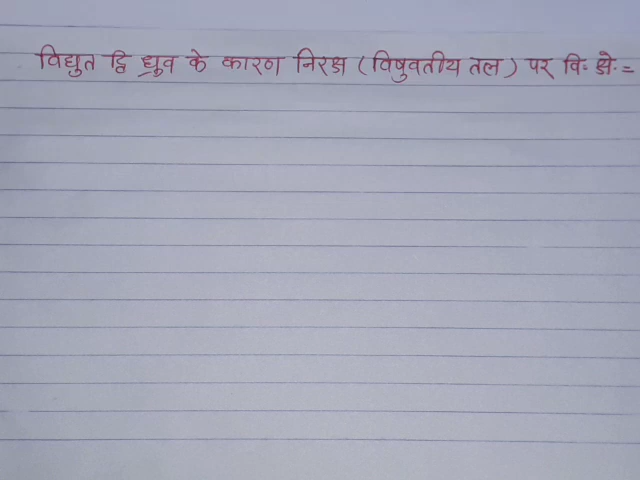 विद्युत द्वि ध्रुव के कारण निरक्ष (विषुवतीय तल) पर वि. क्षे. =